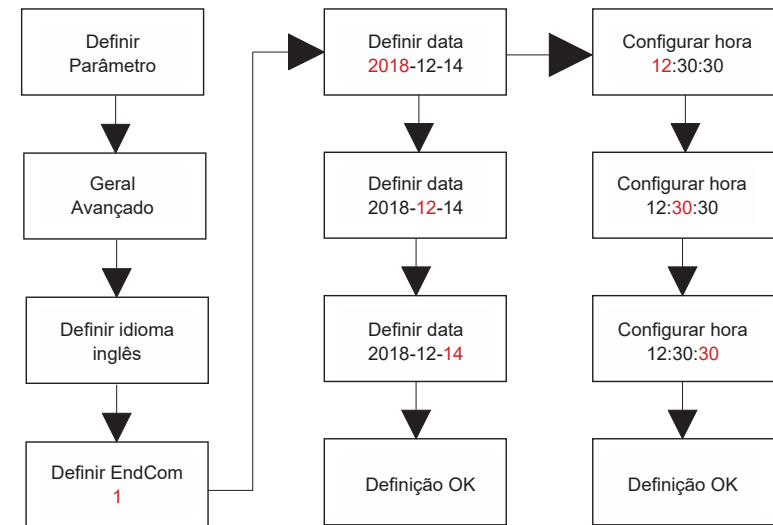 Definir
Parâmetro
Geral
Avançado
Definir idioma
inglês
Definir EndCom
1
Definir data
2018-12-14
Definir data
2018-12-14
Definir data
2018-12-14
Definição OK
Configurar hora
12:30:30
Configurar hora
12:30:30
Configurar hora
12:30:30
Definição OK